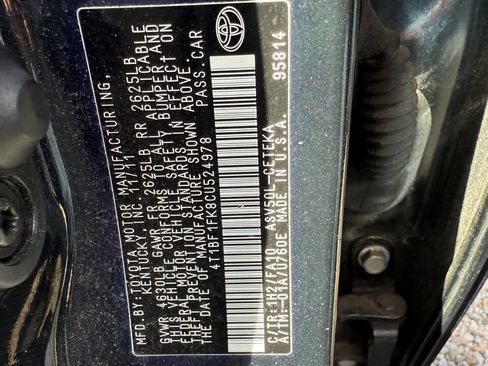 MFD. BY: TOYOTA MOTOR MANUFACTURING,
KENTUCKY, INC. 11/11
GVWR 4630LB GAWR FR 2625LB RR 2625LB
THIS VEHICLE CONFORMS TO ALL APPLICABLE
FEDERAL MOTOR VEHICLE SAFETY, BUMPER, AND
THEFT PREVENTION STANDARDS IN EFFECT ON
THE DATE OF MANUFACTURE SHOWN ABOVE.
4T1BF1FK8CU524978 PASS. CAR
C/TR:1H2/FA10 ASV50L-CETEKA
A/TM:-01A/U760E MADE IN U.S.A. 95814
TOYOTA